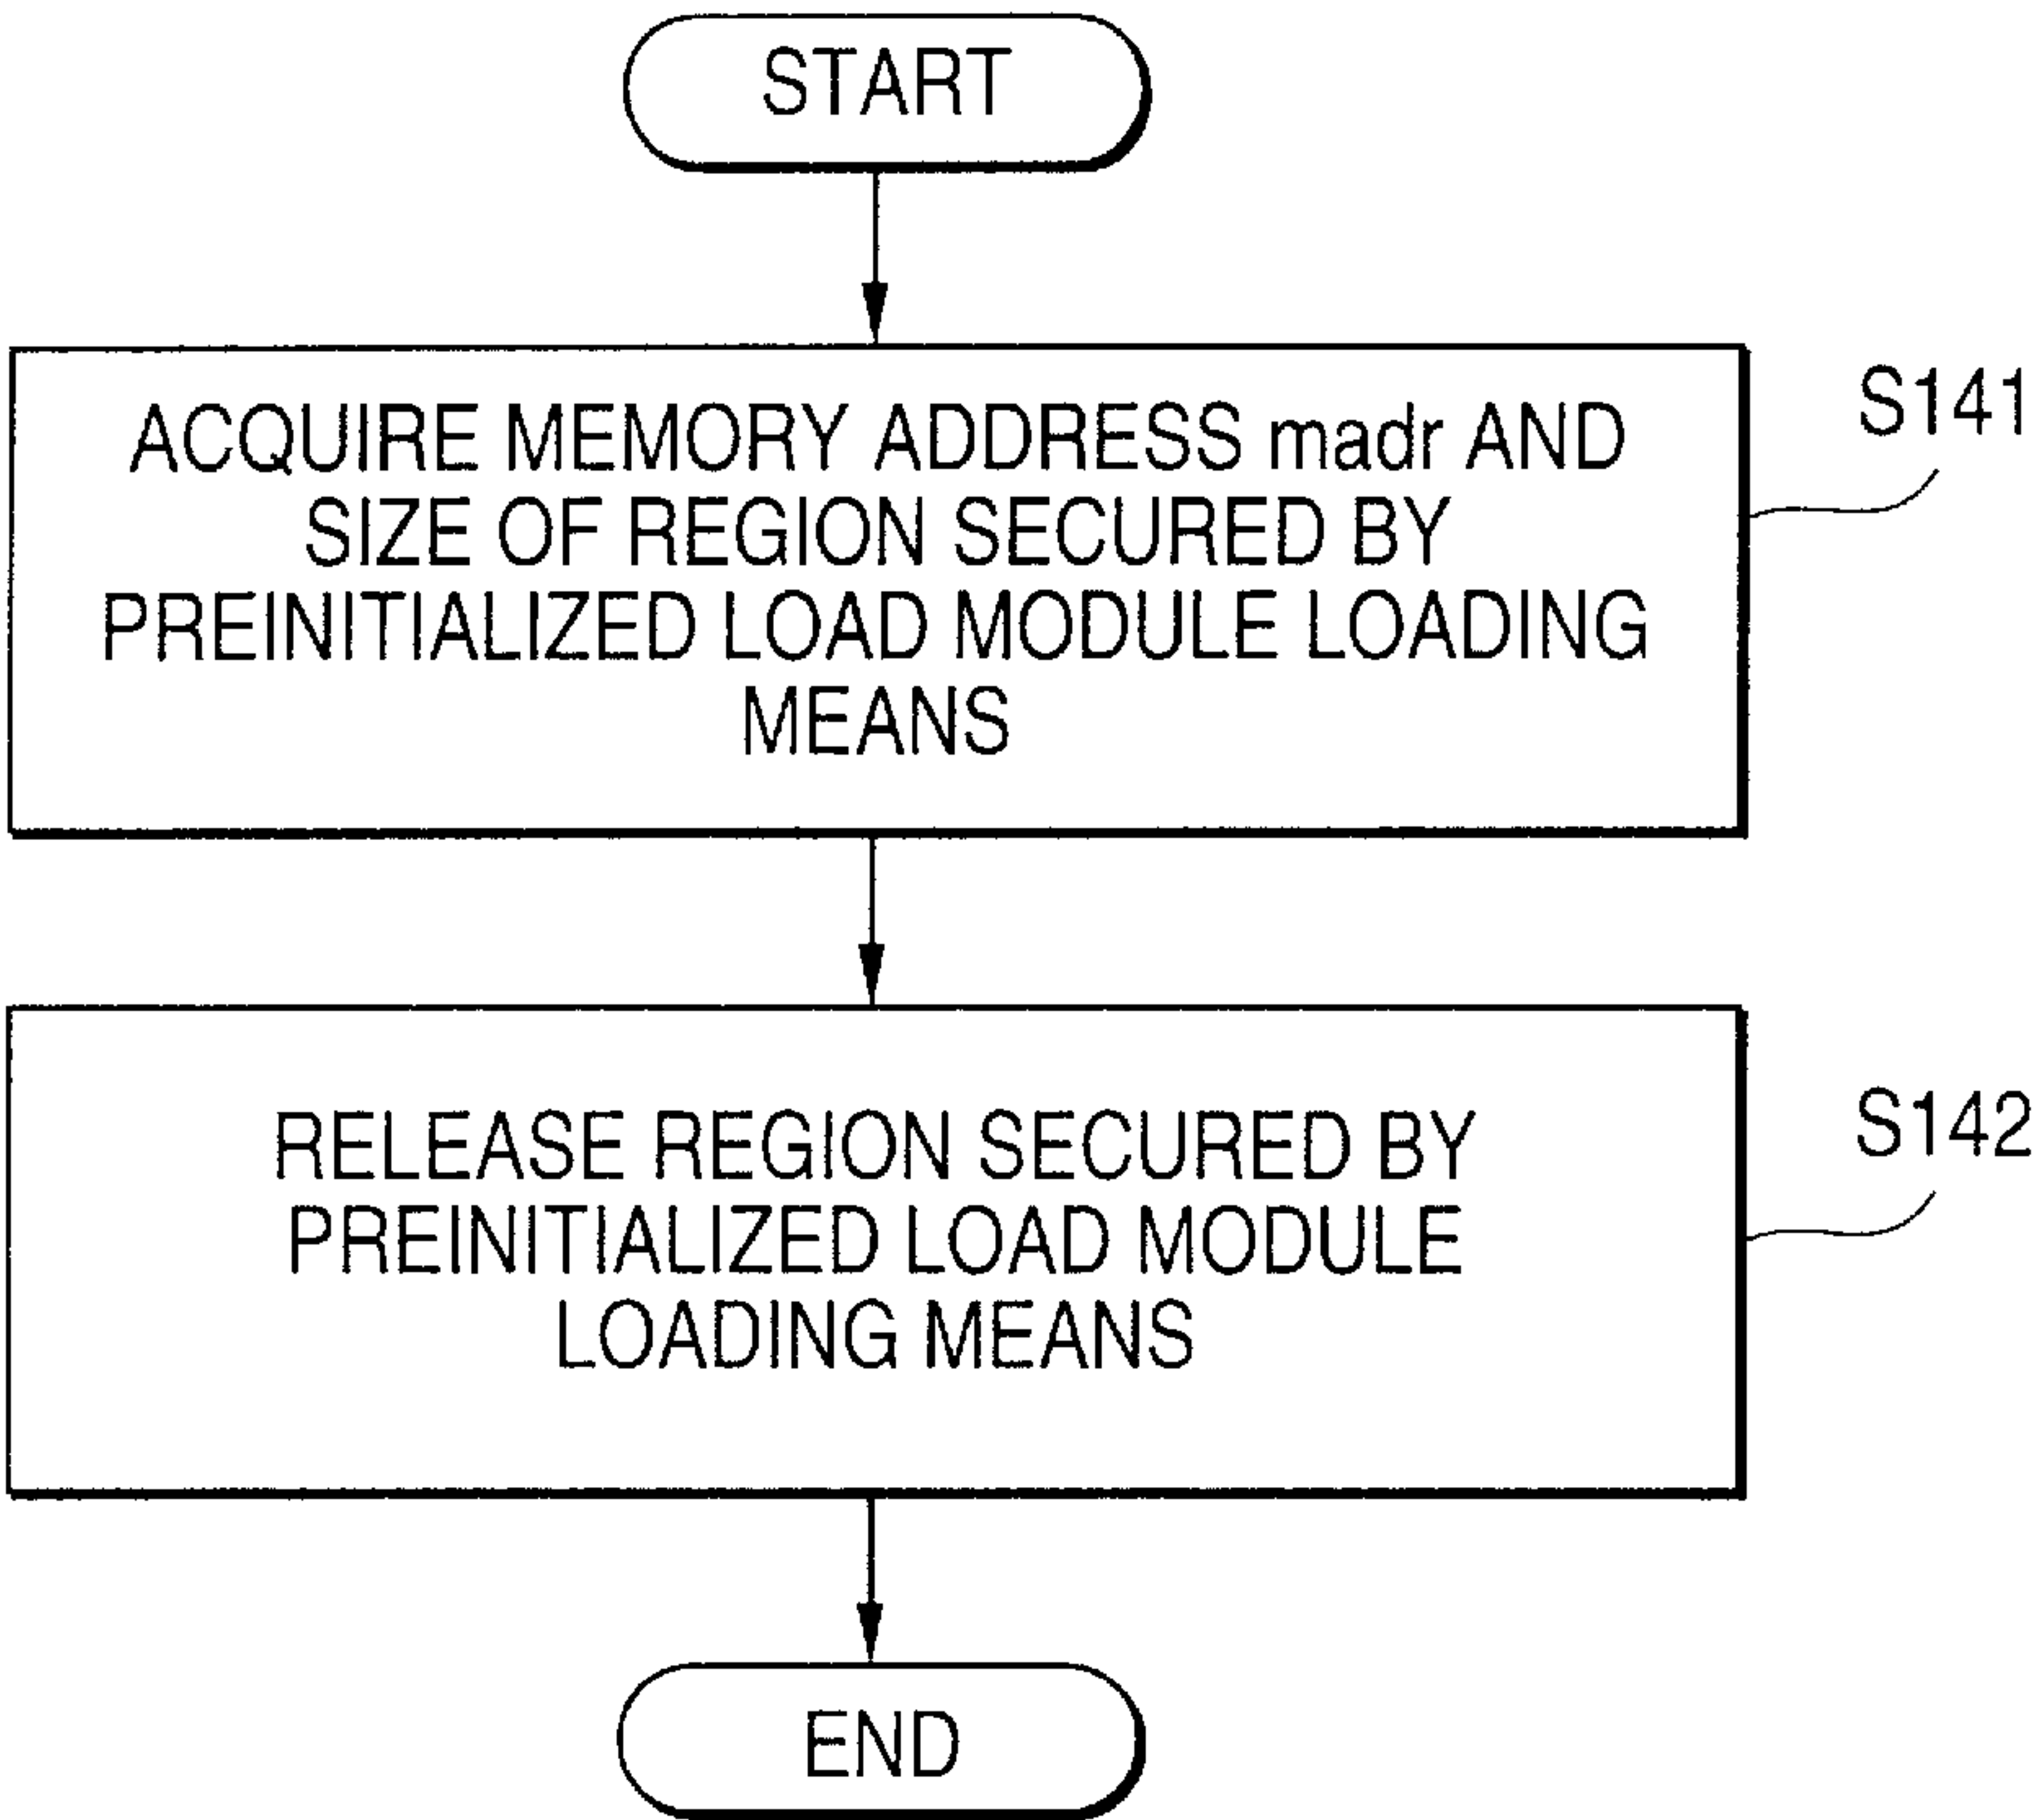 START
ACQUIRE MEMORY ADDRESS madr AND
SIZE OF REGION SECURED BY
PREINITIALIZED LOAD MODULE LOADING
MEANS
S141
RELEASE REGION SECURED BY
PREINITIALIZED LOAD MODULE
LOADING MEANS
S142
END